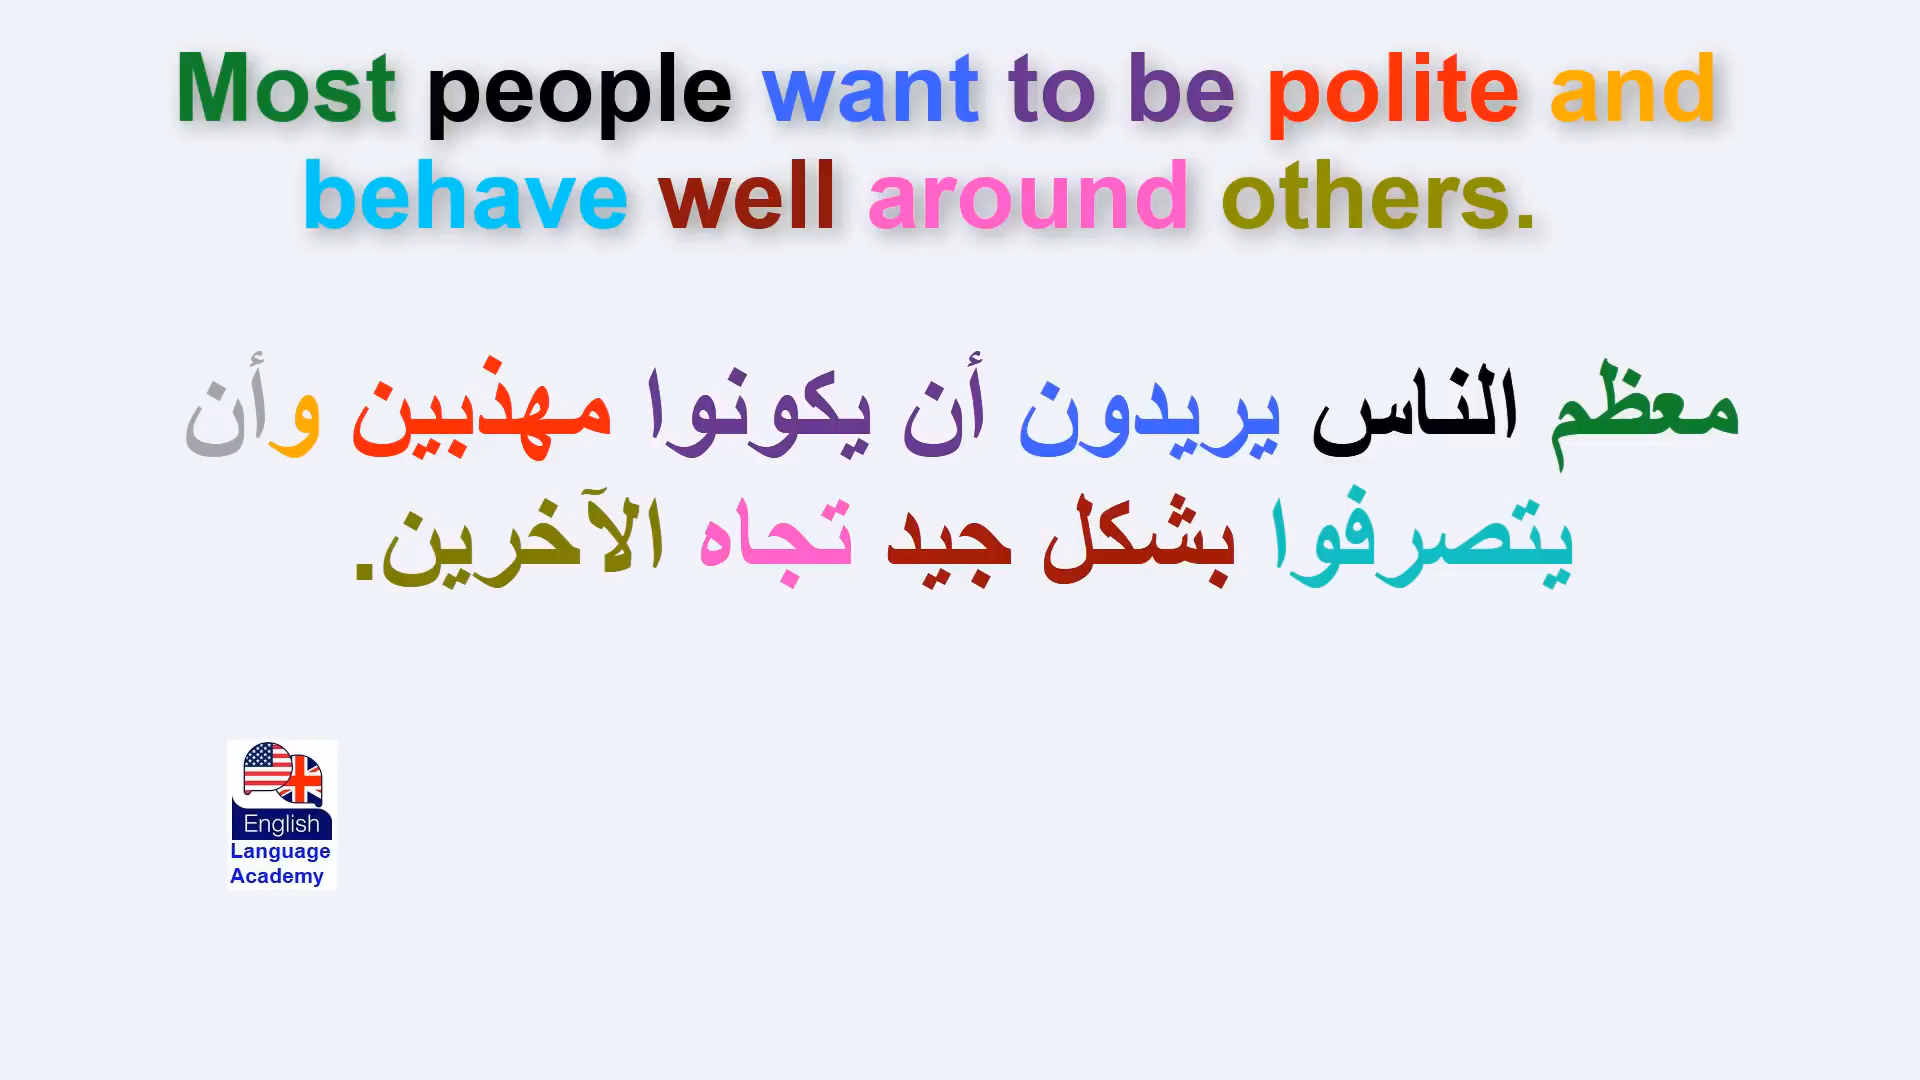 Most people want to be polite and
behave well around others.
معظم الناس يريدون أن يكونوا مهذبين وأن
يتصرفوا بشكل جيد تجاه الآخرين.
English
Language
Academy